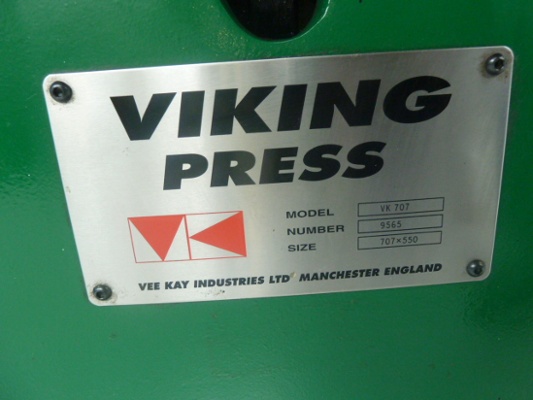 VIKING
PRESS
MODEL VK 707
NUMBER 9565
SIZE 707×550
VEE KAY INDUSTRIES LTD MANCHESTER ENGLAND